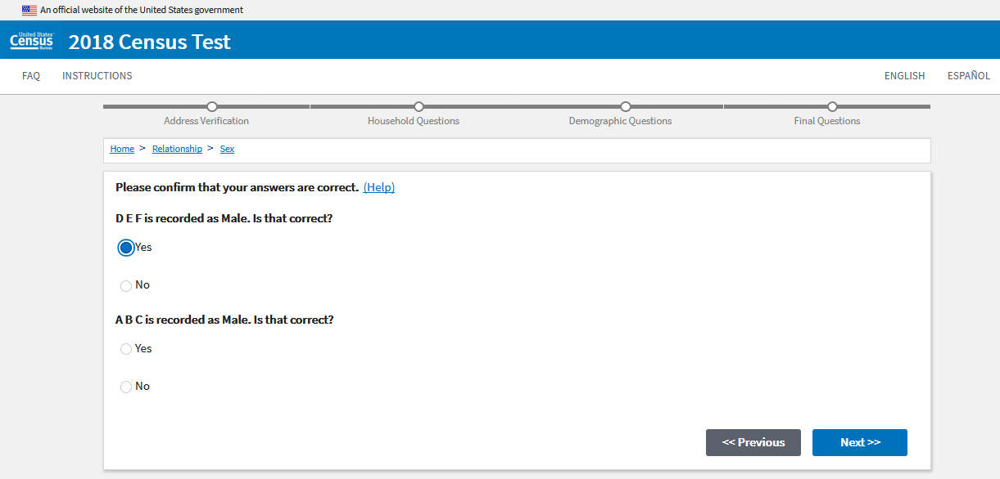 An official website of the United States government
United States
Census
Bureau
2018 Census Test
FAQ INSTRUCTIONS ENGLISH ESPAÑOL
Address Verification Household Questions Demographic Questions Final Questions
Home > Relationship > Sex
Please confirm that your answers are correct. (Help)
D E F is recorded as Male. Is that correct?
Yes
No
A B C is recorded as Male. Is that correct?
Yes
No
<< Previous Next >>